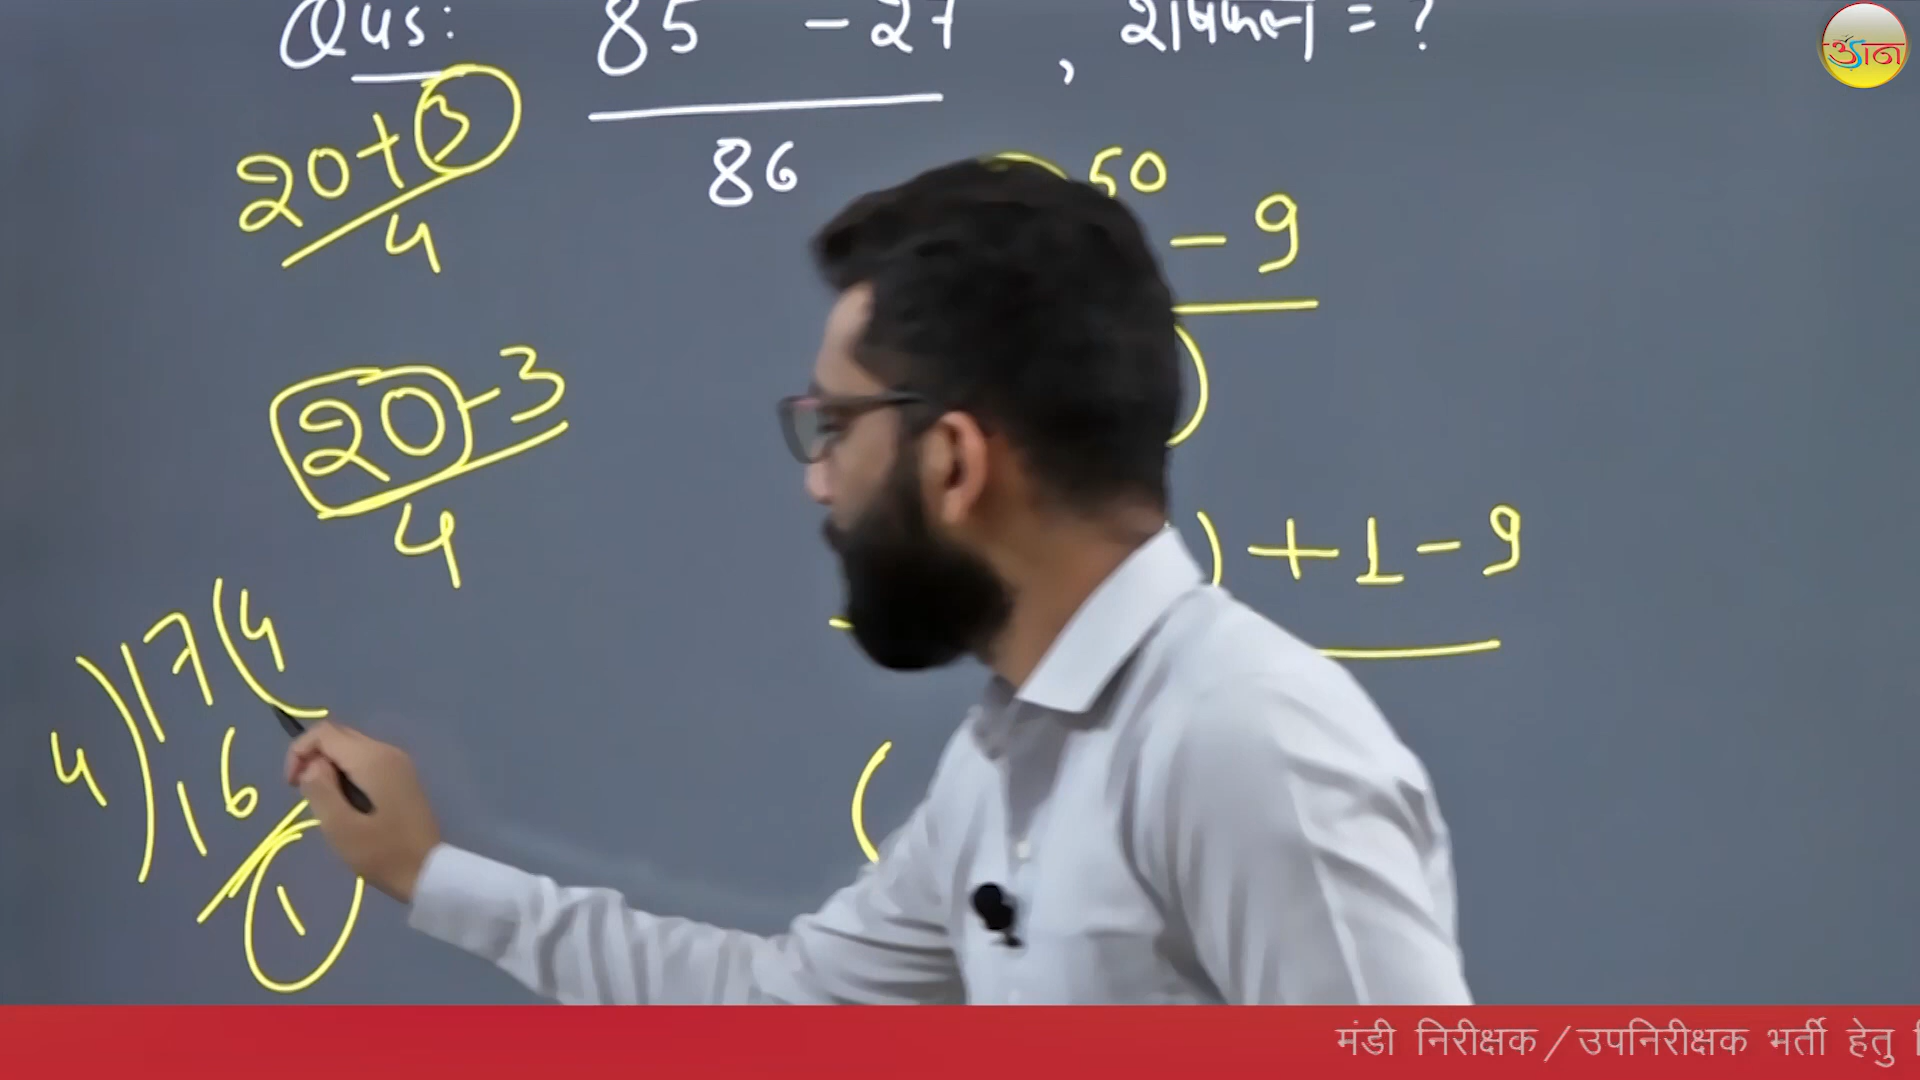 Qus: 85 - 27 , शेषफल = ?
86
20+3
4
50
- 9
20-3
4
) + 1 - 9
4)17(4
16
1
(
ज्ञान
मंडी निरीक्षक/उपनिरीक्षक भर्ती हेतु